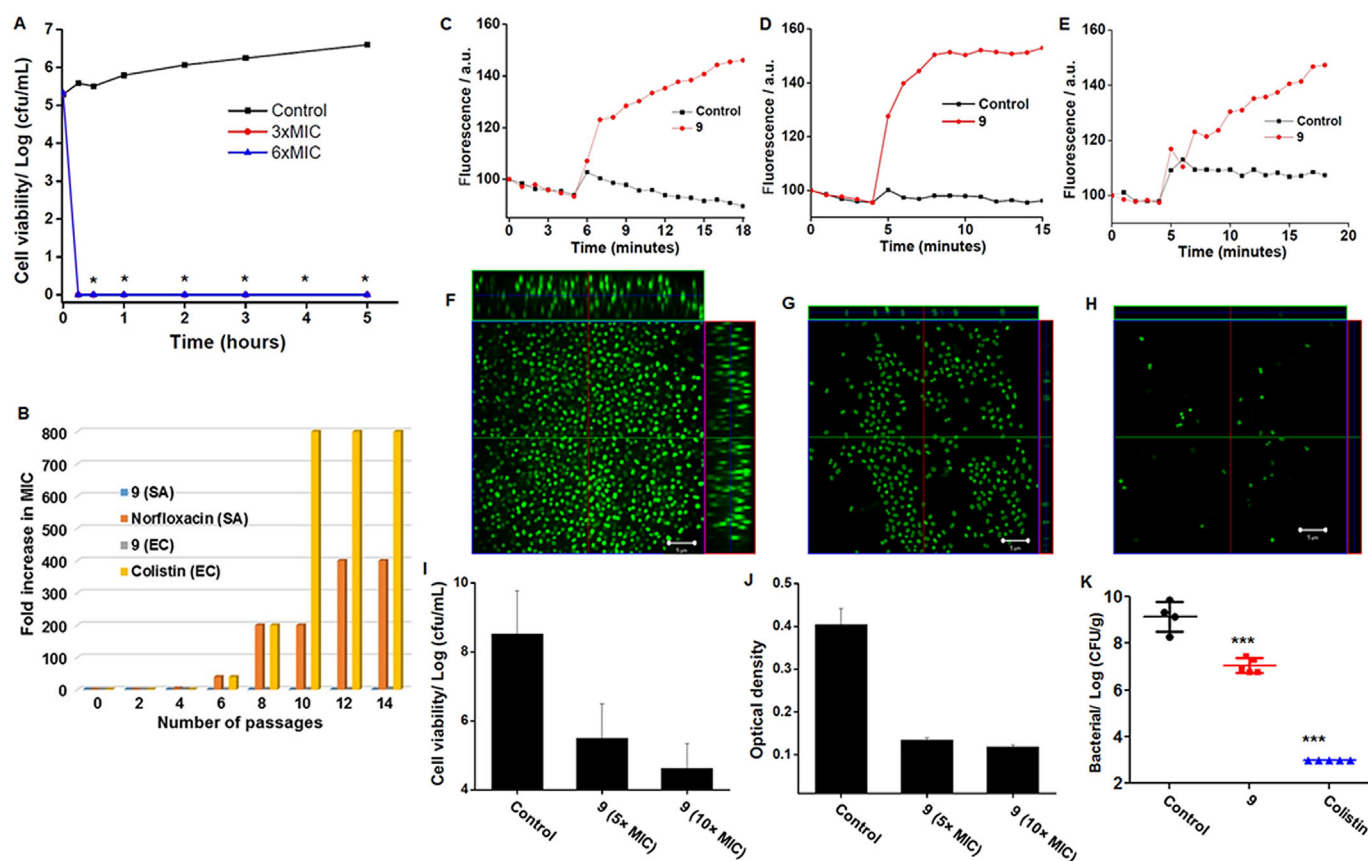 A
Cell viability/ Log (cfu/mL)
7
6
5
4
3
2
1
0
Control
3xMIC
6xMIC
* * * * * *
0 1 2 3 4 5
Time (hours)
B
Fold increase in MIC
800
700
600
500
400
300
200
100
0
9 (SA)
Norfloxacin (SA)
9 (EC)
Colistin (EC)
0 2 4 6 8 10 12 14
Number of passages
C
Fluorescence / a.u.
160
140
120
100
Control
9
0 3 6 9 12 15 18
Time (minutes)
D
Fluorescence / a.u.
160
140
120
100
80
Control
9
0 5 10 15
Time (minutes)
E
Fluorescence / a.u.
160
140
120
100
80
Control
9
0 5 10 15 20
Time (minutes)
F
5 µm
G
5 µm
H
5 µm
I
Cell viability/ Log (cfu/mL)
8
6
4
Control
9 (5× MIC)
9 (10× MIC)
J
Optical density
0.5
0.4
0.3
0.2
0.1
Control
9 (5× MIC)
9 (10× MIC)
K
Bacterial/ Log (CFU/g)
10
8
6
4
2
***
***
Control
9
Colistin